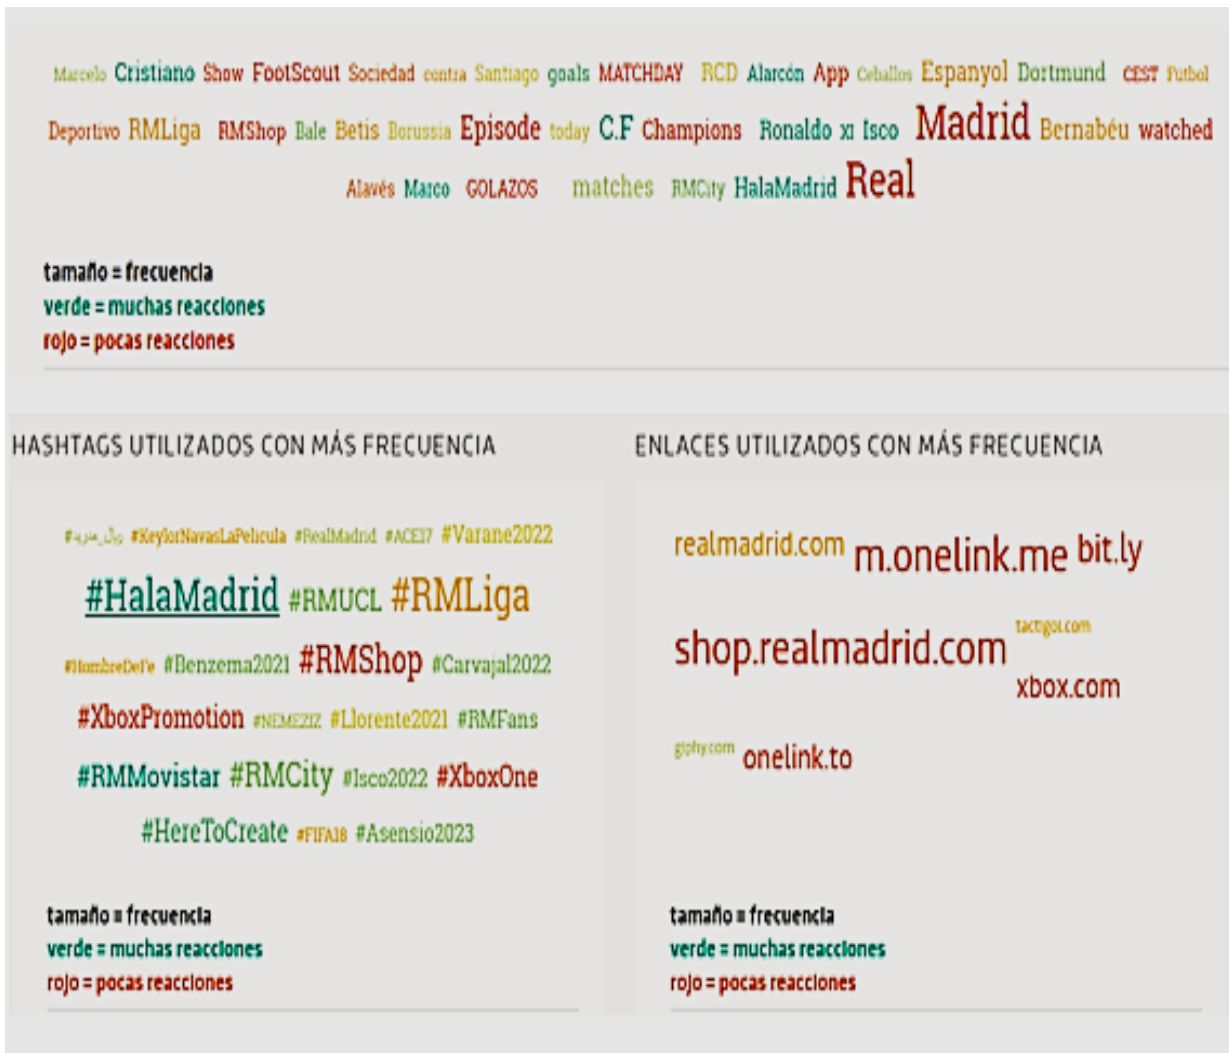 Marcelo Cristiano Show FootScout Sociedad contra Santiago goals MATCHDAY RCD Alarcón App Ceballos Espanyol Dortmund CEST Futbol
Deportivo RMLiga RMShop Bale Betis Borussia Episode today C.F Champions Ronaldo XI Isco Madrid Bernabéu watched
Alavés Marco GOLAZOS matches RMCity HalaMadrid Real
tamaño = frecuencia
verde = muchas reacciones
rojo = pocas reacciones
HASHTAGS UTILIZADOS CON MÁS FRECUENCIA
#KeylorNavasLaPelicula #RealMadrid #ACE17 #Varane2022
#HalaMadrid #RMUCL #RMLiga
#HombreDeFe #Benzema2021 #RMShop #Carvajal2022
#XboxPromotion #NEMEZIZ #Llorente2021 #RMFans
#RMMovistar #RMCity #Isco2022 #XboxOne
#HereToCreate #FIFA18 #Asensio2023
tamaño = frecuencia
verde = muchas reacciones
rojo = pocas reacciones
ENLACES UTILIZADOS CON MÁS FRECUENCIA
realmadrid.com m.onelink.me bit.ly
shop.realmadrid.com
xbox.com
giphy.com onelink.to
tamaño = frecuencia
verde = muchas reacciones
rojo = pocas reacciones